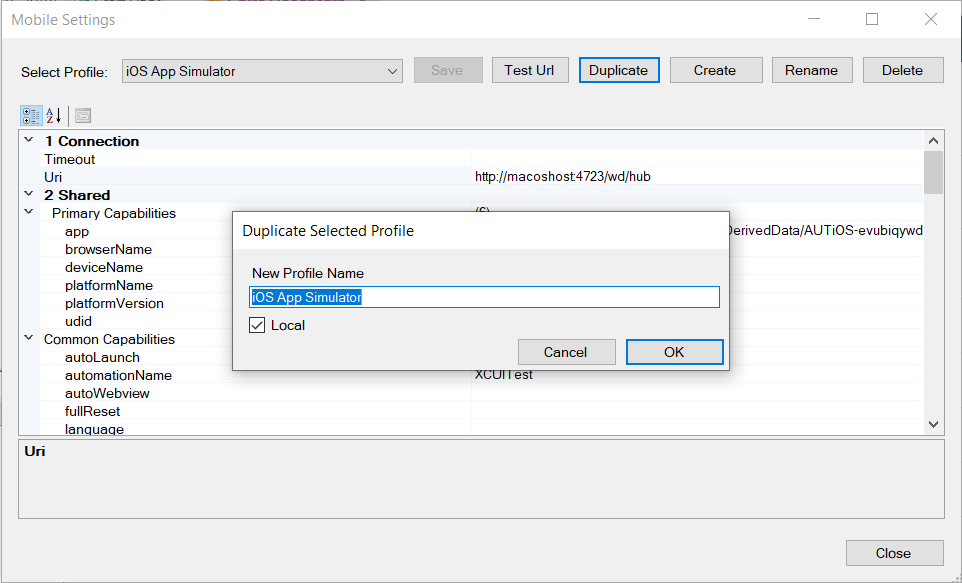 Mobile Settings
Select Profile: iOS App Simulator Save Test Url Duplicate Create Rename Delete
1 Connection
Timeout
Uri http://macoshost:4723/wd/hub
2 Shared
Primary Capabilities (6)
app DerivedData/AUTiOS-evubiqywd
browserName
deviceName
platformName
platformVersion
udid
Common Capabilities
autoLaunch
automationName XCUITest
autoWebview
fullReset
language
Duplicate Selected Profile
New Profile Name
iOS App Simulator
Local
Cancel OK
Uri
Close